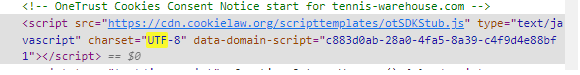 <!-- OneTrust Cookies Consent Notice start for tennis-warehouse.com -->
<script src="https://cdn.cookielaw.org/scripttemplates/otSDKStub.js" type="text/ja
vascript" charset="UTF-8" data-domain-script="c883d0ab-28a0-4fa5-8a39-c4f9d4e88bf
1"></script> == $0